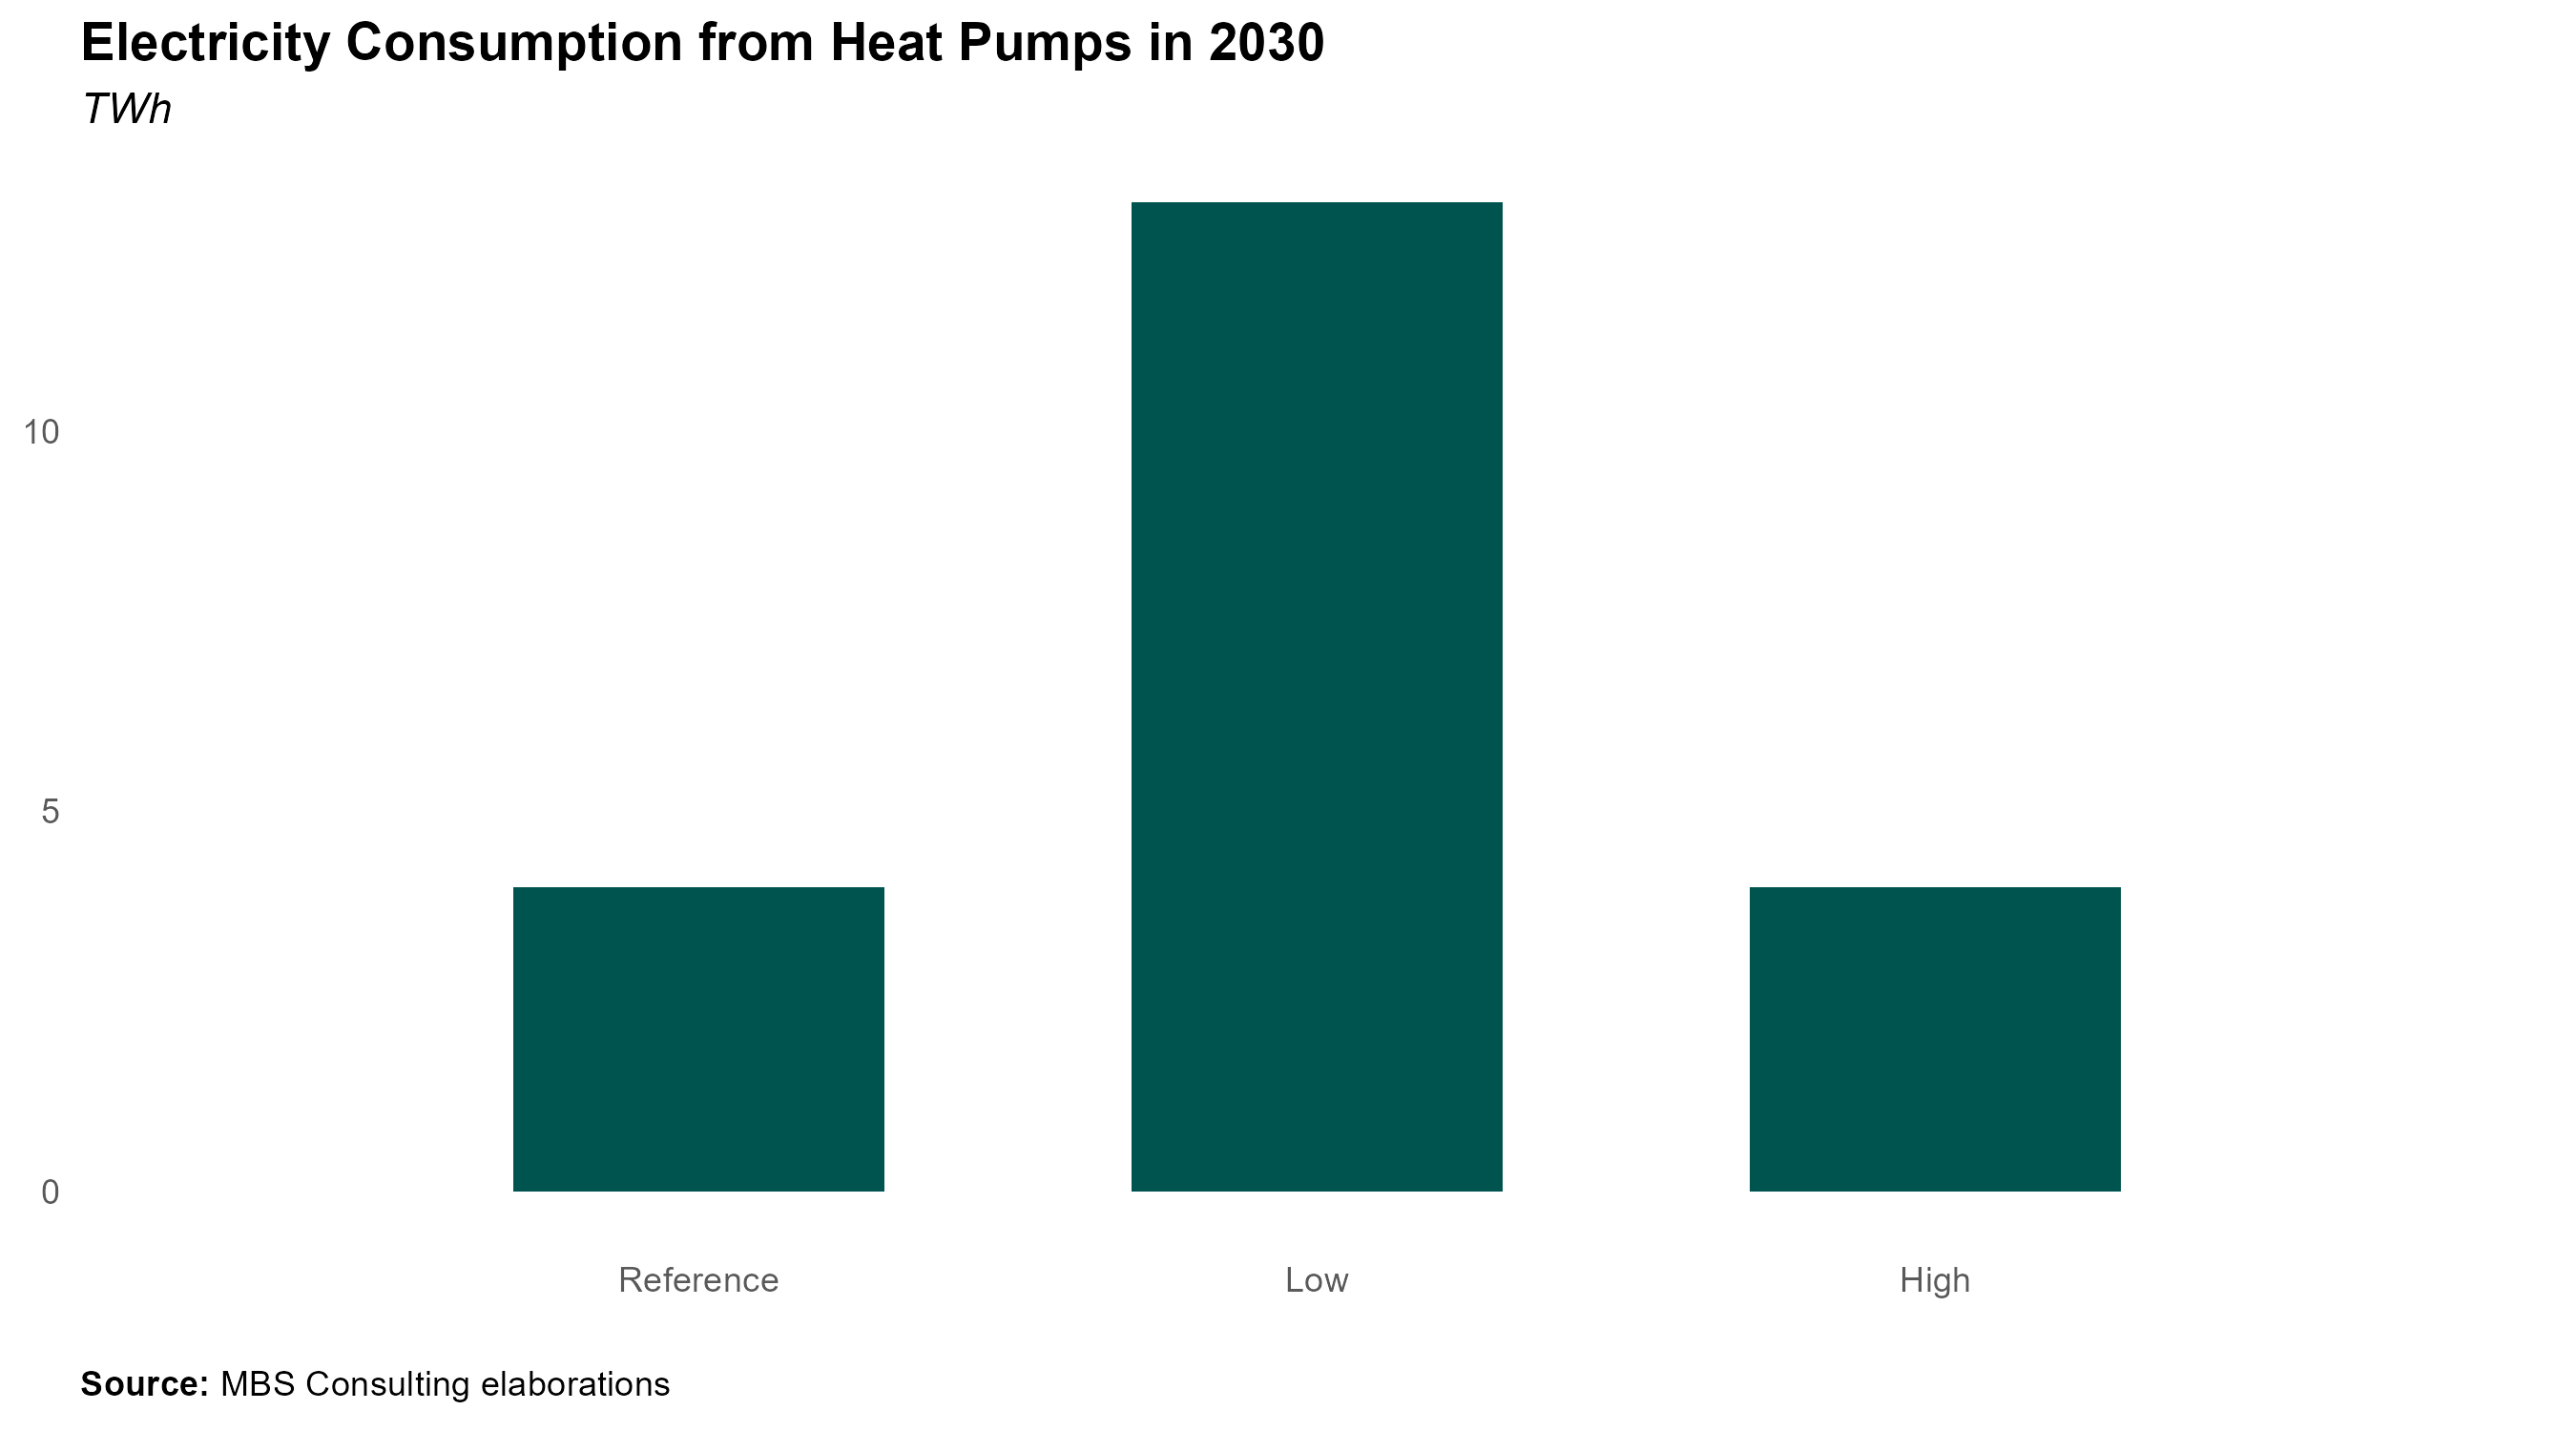 Electricity Consumption from Heat Pumps in 2030
TWh
10
5
0
Reference
Low
High
Source: MBS Consulting elaborations